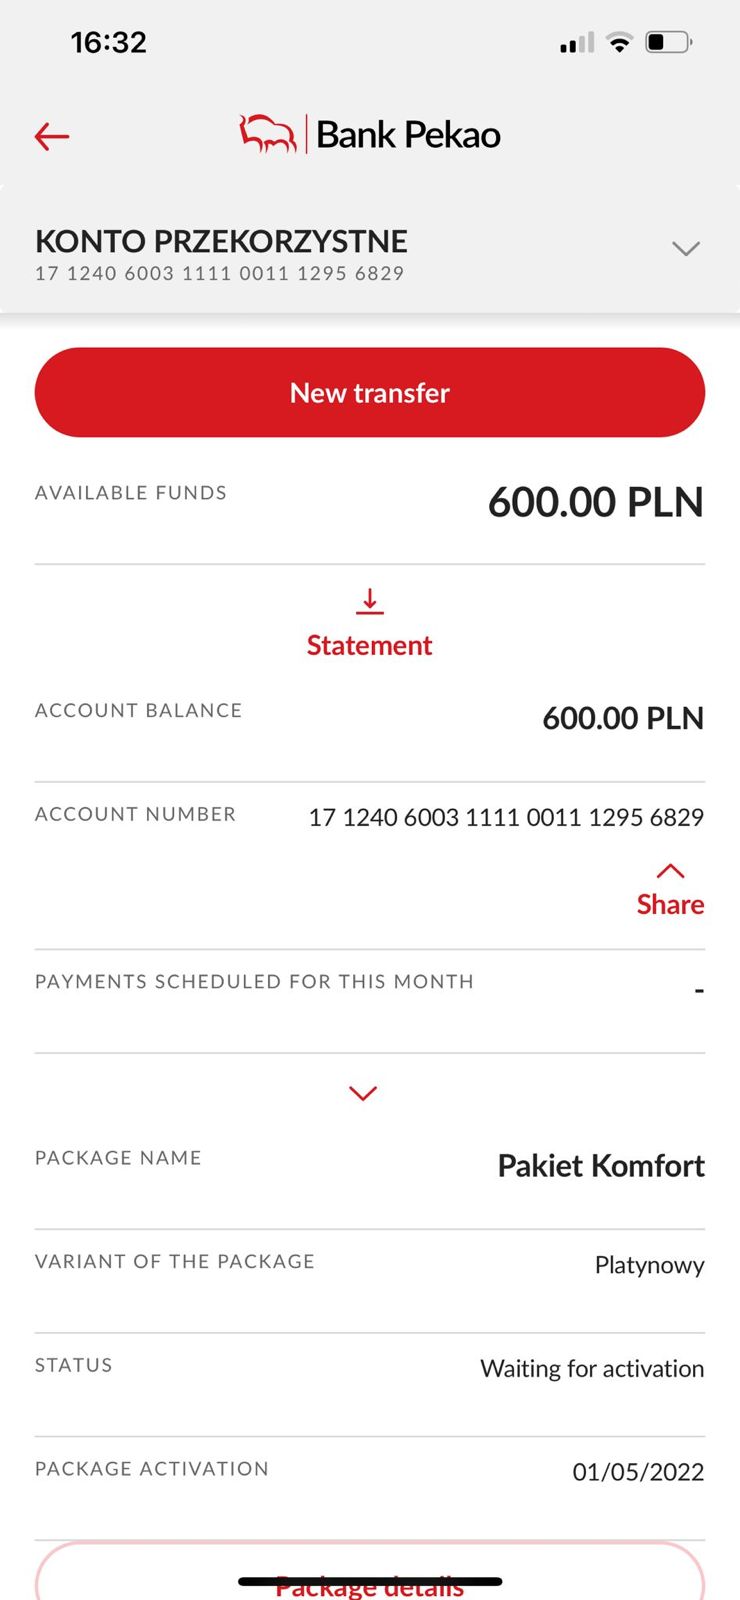 16:32
Bank Pekao
KONTO PRZEKORZYSTNE
17 1240 6003 1111 0011 1295 6829
New transfer
AVAILABLE FUNDS 600.00 PLN
Statement
ACCOUNT BALANCE 600.00 PLN
ACCOUNT NUMBER 17 1240 6003 1111 0011 1295 6829
Share
PAYMENTS SCHEDULED FOR THIS MONTH -
PACKAGE NAME Pakiet Komfort
VARIANT OF THE PACKAGE Platynowy
STATUS Waiting for activation
PACKAGE ACTIVATION 01/05/2022
Package details